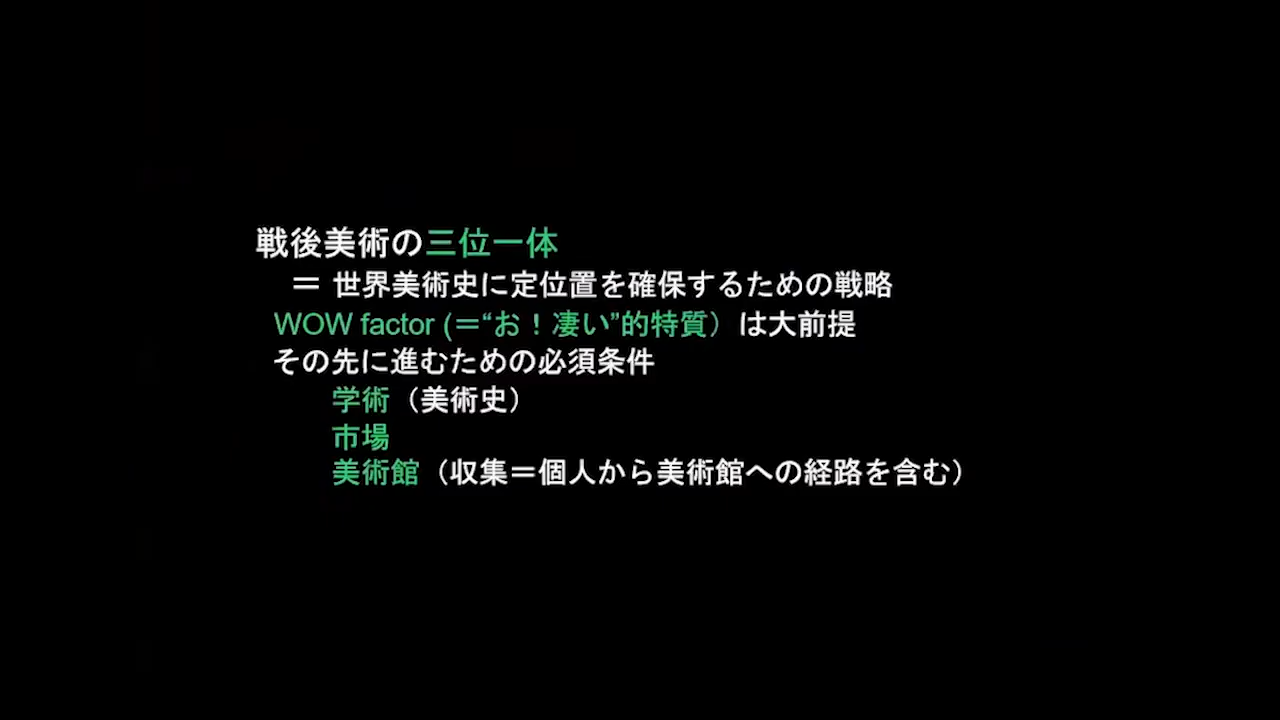 戦後美術の三位一体
＝ 世界美術史に定位置を確保するための戦略
WOW factor (＝“お！凄い”的特質）は大前提
その先に進むための必須条件
学術（美術史）
市場
美術館（収集＝個人から美術館への経路を含む）